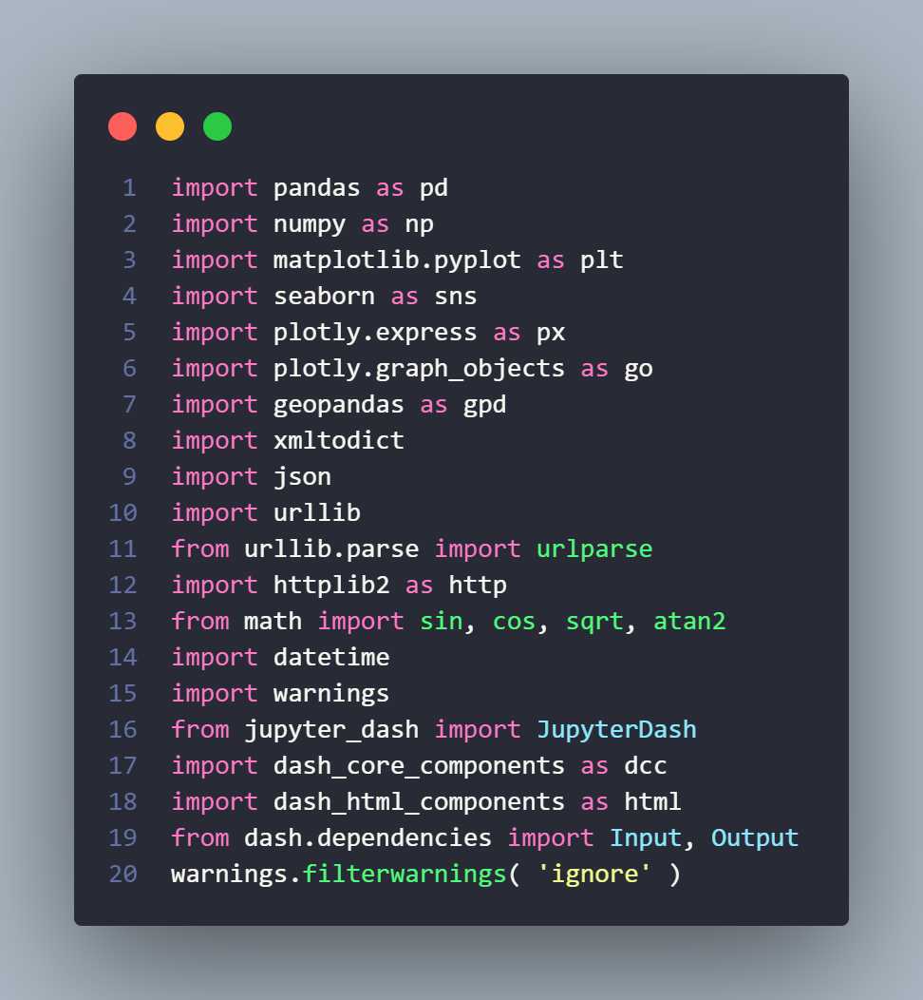 1 import pandas as pd
2 import numpy as np
3 import matplotlib.pyplot as plt
4 import seaborn as sns
5 import plotly.express as px
6 import plotly.graph_objects as go
7 import geopandas as gpd
8 import xmltodict
9 import json
10 import urllib
11 from urllib.parse import urlparse
12 import httplib2 as http
13 from math import sin, cos, sqrt, atan2
14 import datetime
15 import warnings
16 from jupyter_dash import JupyterDash
17 import dash_core_components as dcc
18 import dash_html_components as html
19 from dash.dependencies import Input, Output
20 warnings.filterwarnings( 'ignore' )